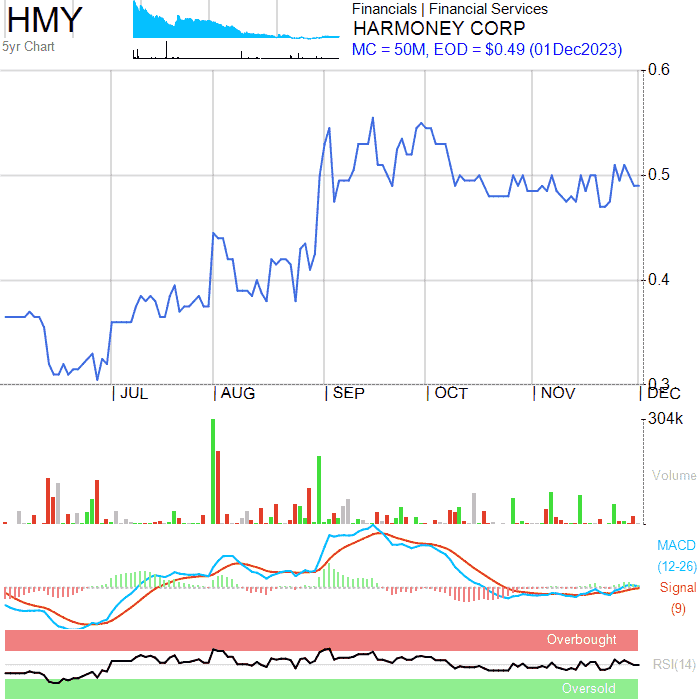 HMY
5yr Chart
Financials | Financial Services
HARMONEY CORP
MC = 50M, EOD = $0.49 (01Dec2023)
0.6
0.5
0.4
0.3
| JUL | AUG | SEP | OCT | NOV | DEC
304k
Volume
MACD
(12-26)
Signal
(9)
Overbought
RSI(14)
Oversold